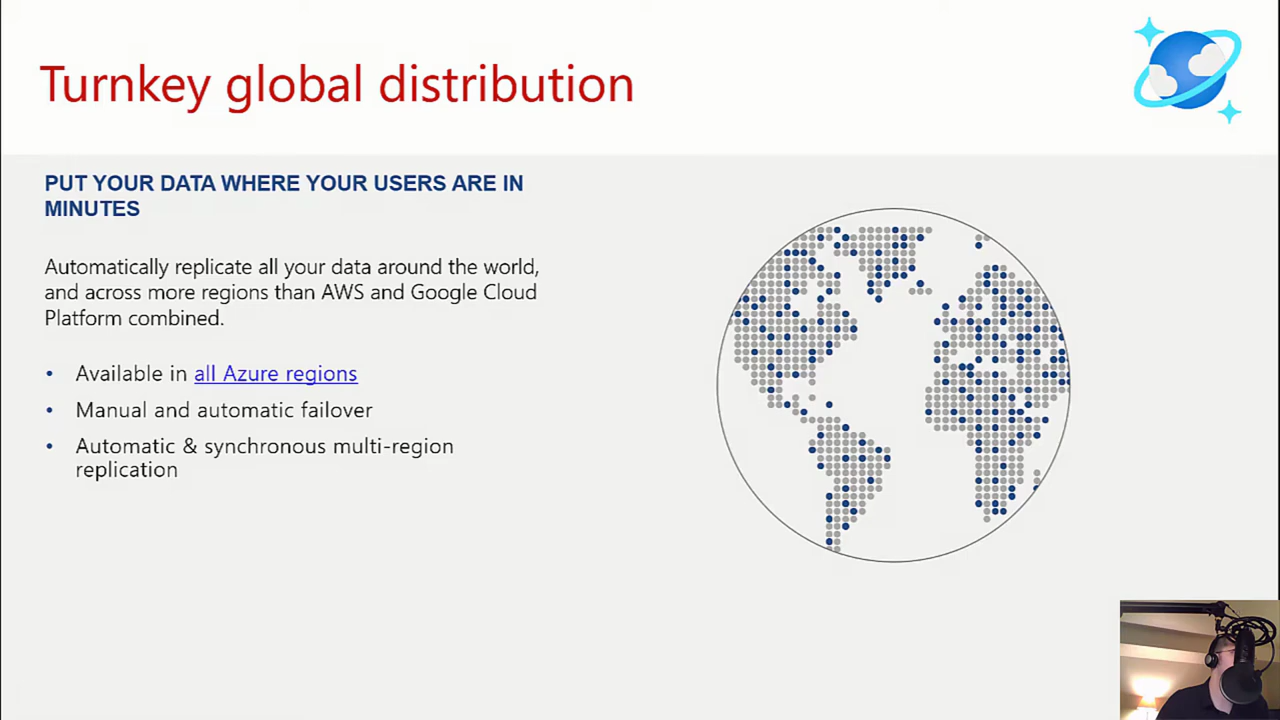 Turnkey global distribution
PUT YOUR DATA WHERE YOUR USERS ARE IN
MINUTES
Automatically replicate all your data around the world,
and across more regions than AWS and Google Cloud
Platform combined.
• Available in all Azure regions
• Manual and automatic failover
• Automatic & synchronous multi-region
replication